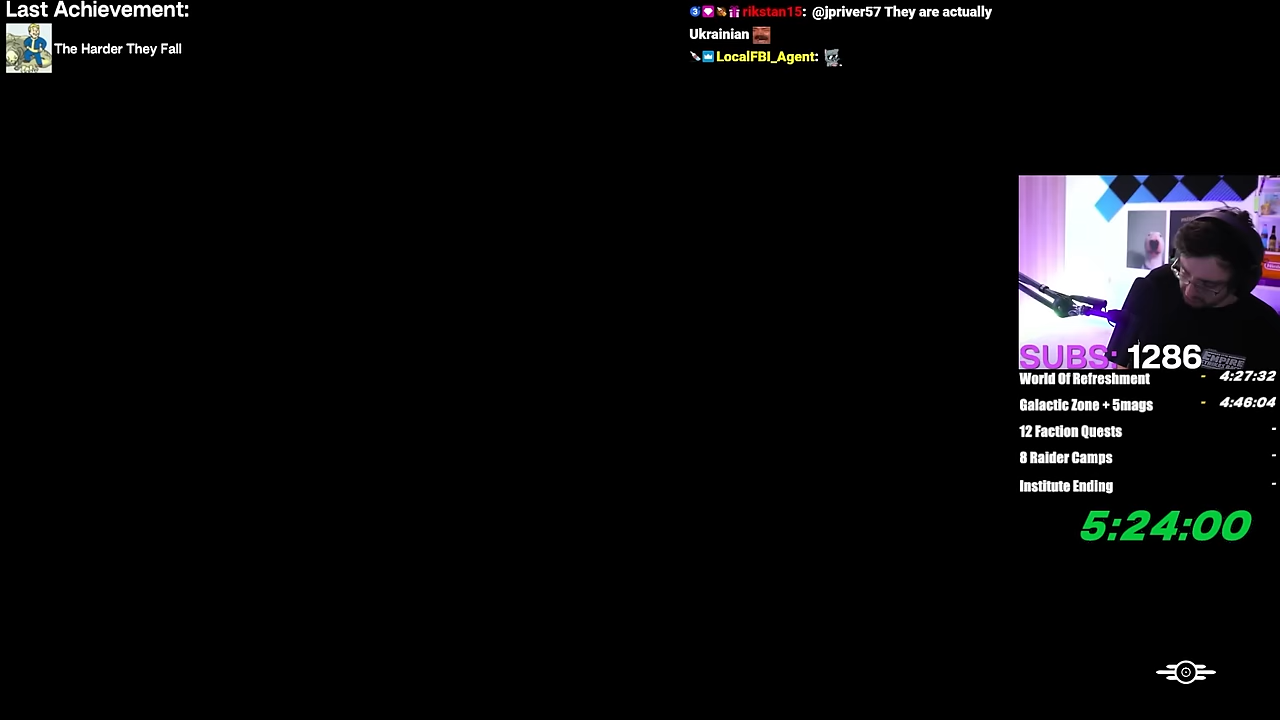 Last Achievement:
The Harder They Fall
rikstan15: @jpriver57 They are actually
Ukrainian
LocalFBI_Agent:
SUBS: 1286
EMPIRE
World Of Refreshment - 4:27:32
Galactic Zone + 5mags - 4:46:04
12 Faction Quests -
8 Raider Camps -
Institute Ending -
5:24:00